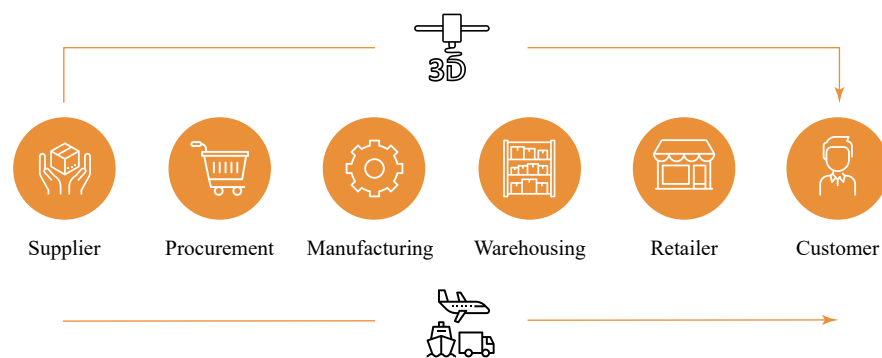 3D
Supplier
Procurement
Manufacturing
Warehousing
Retailer
Customer